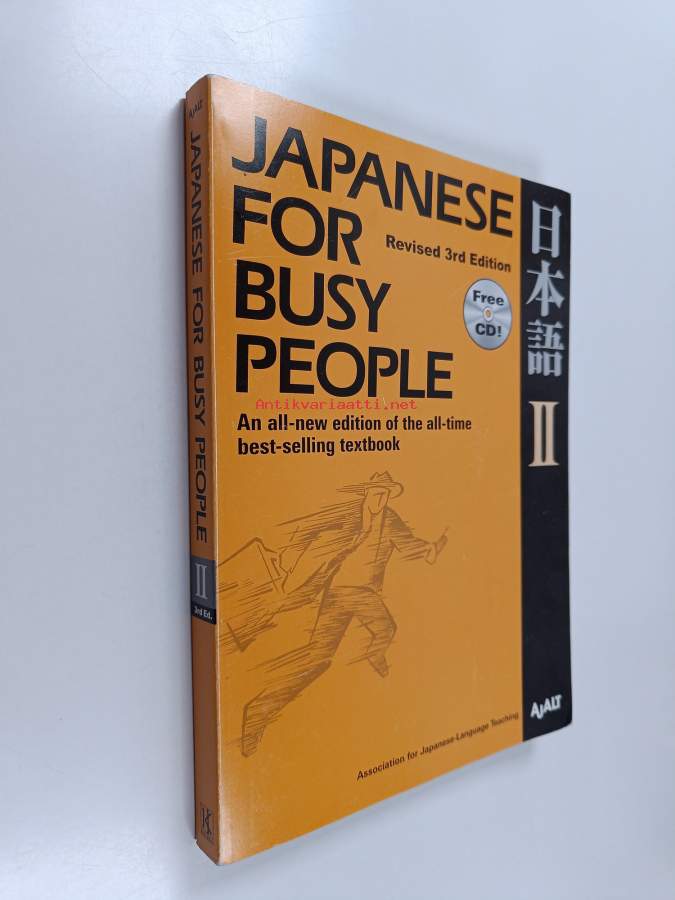 AJALT
JAPANESE FOR BUSY PEOPLE
II
3rd Ed.
JAPANESE
FOR
Revised 3rd Edition
BUSY
Free
CD!
PEOPLE
Antikvariaatti.net
An all-new edition of the all-time
best-selling textbook
Association for Japanese-Language Teaching
日本語 II
AJALT